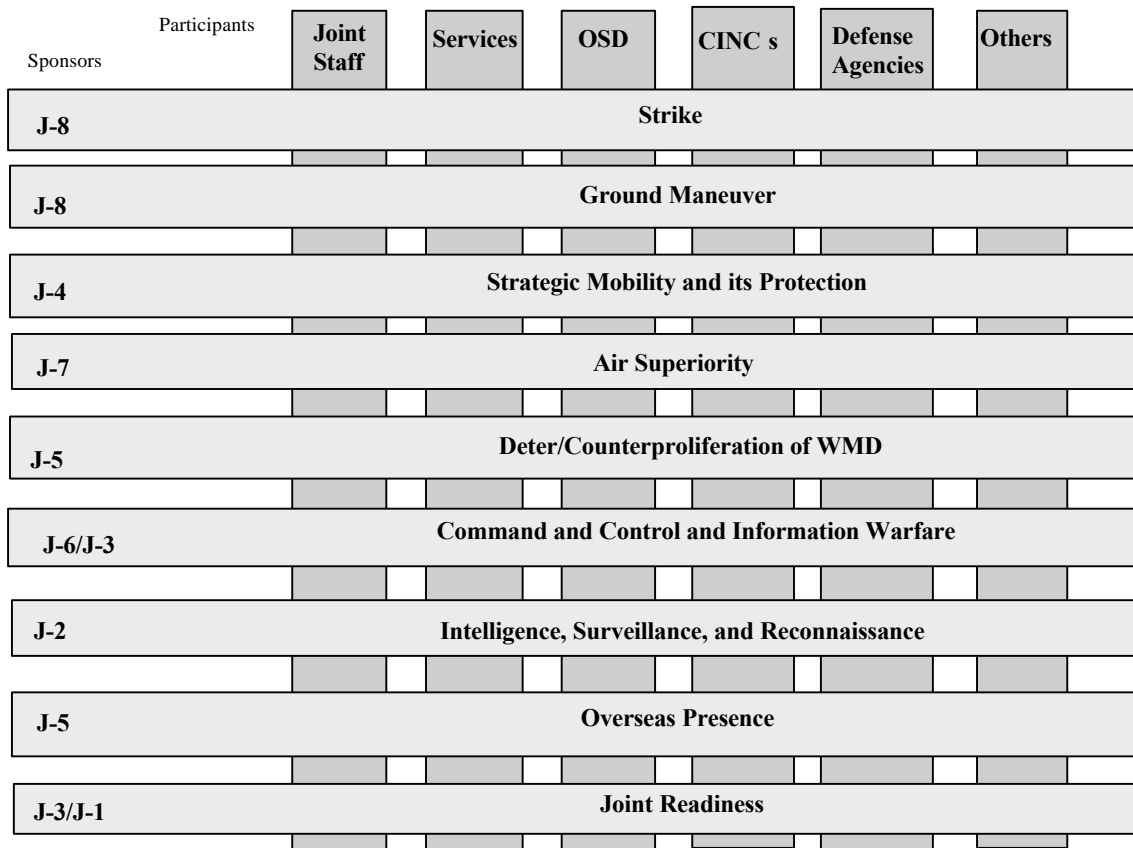 Participants
Sponsors
Joint
Staff
Services
OSD
CINC s
Defense
Agencies
Others
J-8
Strike
J-8
Ground Maneuver
J-4
Strategic Mobility and its Protection
J-7
Air Superiority
J-5
Deter/Counterproliferation of WMD
J-6/J-3
Command and Control and Information Warfare
J-2
Intelligence, Surveillance, and Reconnaissance
J-5
Overseas Presence
J-3/J-1
Joint Readiness